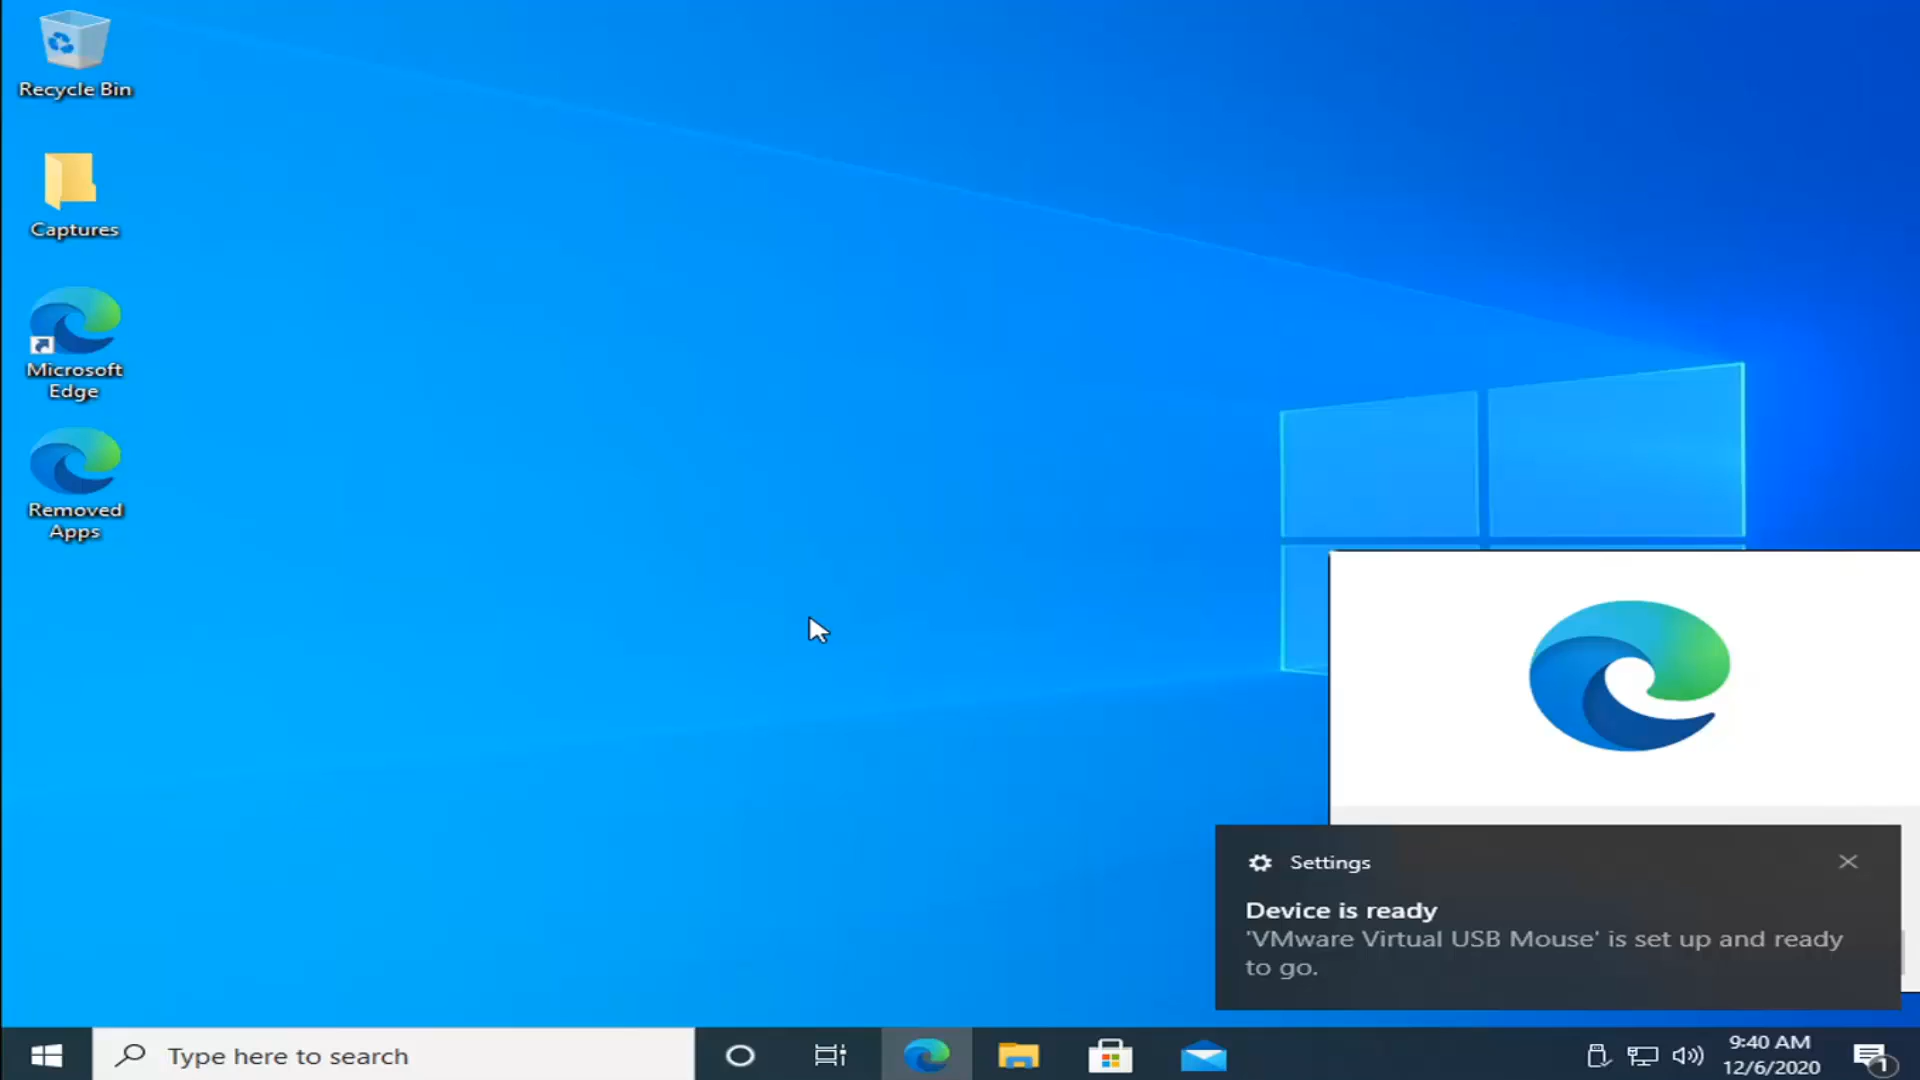 Recycle Bin
Captures
Microsoft
Edge
Removed
Apps
Settings
Device is ready
'VMware Virtual USB Mouse' is set up and ready
to go.
Type here to search
9:40 AM
12/6/2020
1